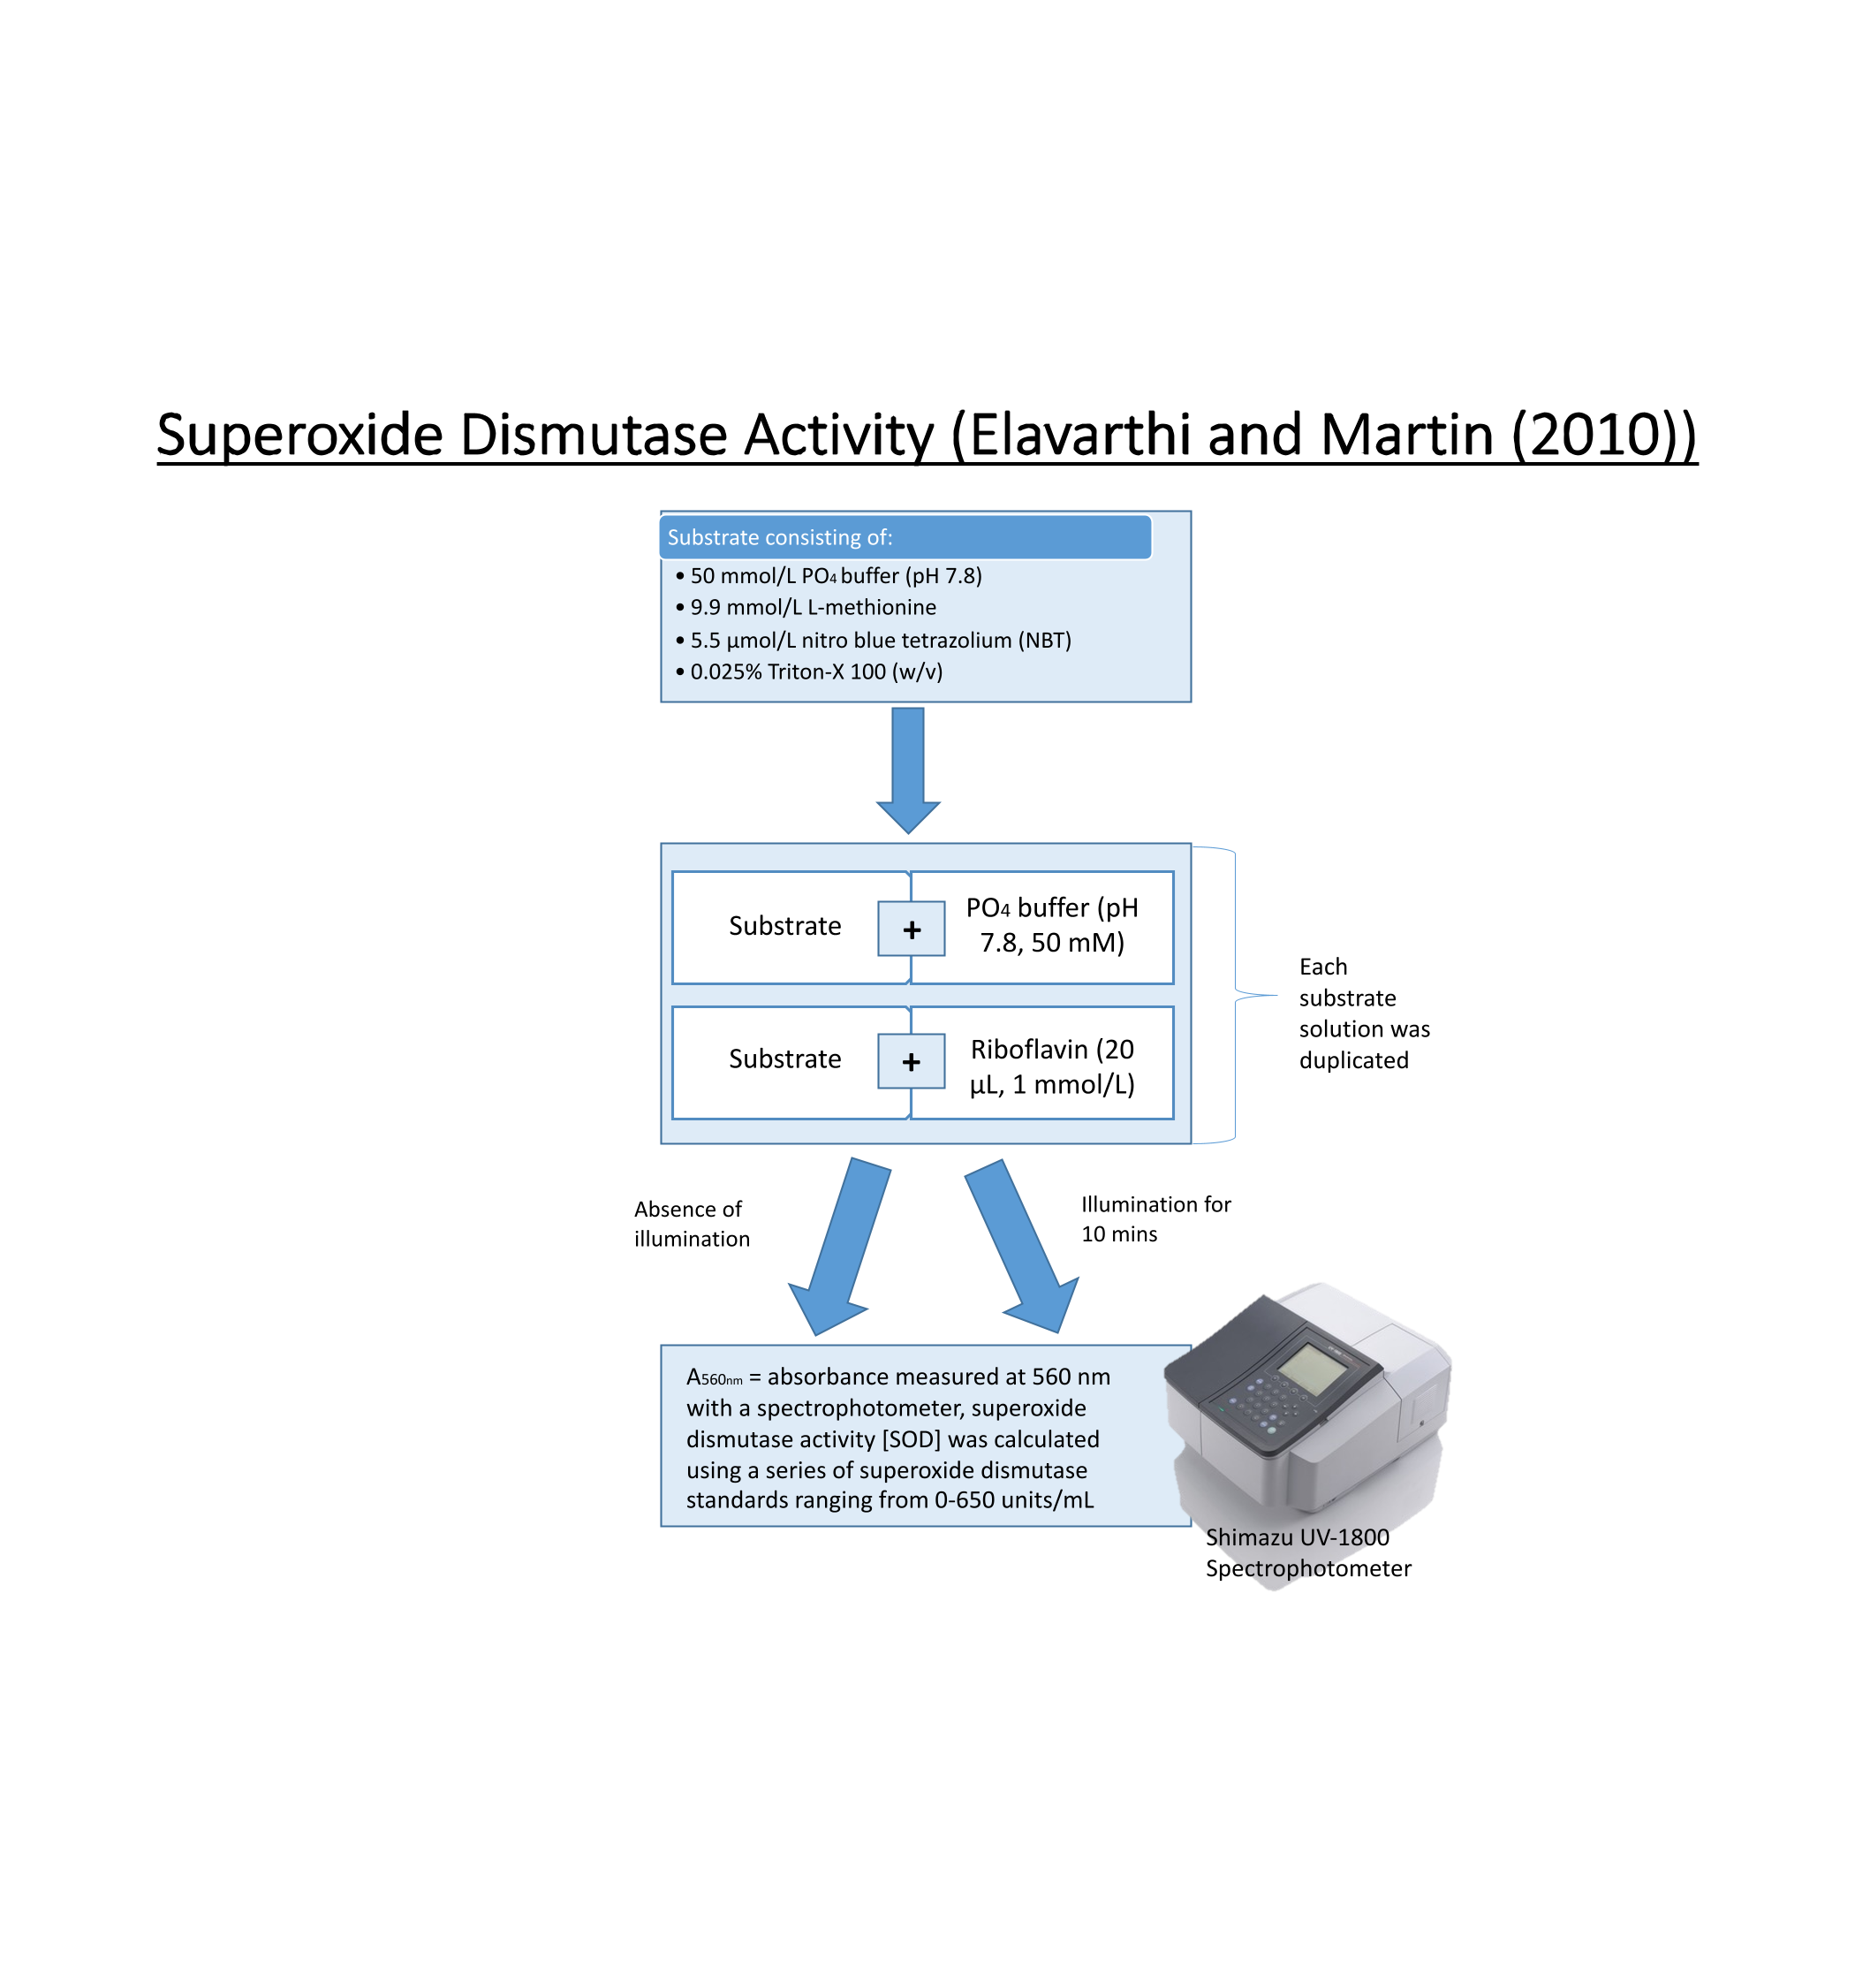 Superoxide Dismutase Activity (Elavarthi and Martin (2010))
Substrate consisting of:
• 50 mmol/L PO₄ buffer (pH 7.8)
• 9.9 mmol/L L-methionine
• 5.5 µmol/L nitro blue tetrazolium (NBT)
• 0.025% Triton-X 100 (w/v)
Substrate
+
PO₄ buffer (pH
7.8, 50 mM)
Substrate
+
Riboflavin (20
µL, 1 mmol/L)
Each
substrate
solution was
duplicated
Absence of
illumination
Illumination for
10 mins
A560nm = absorbance measured at 560 nm
with a spectrophotometer, superoxide
dismutase activity [SOD] was calculated
using a series of superoxide dismutase
standards ranging from 0-650 units/mL
Shimazu UV-1800
Spectrophotometer